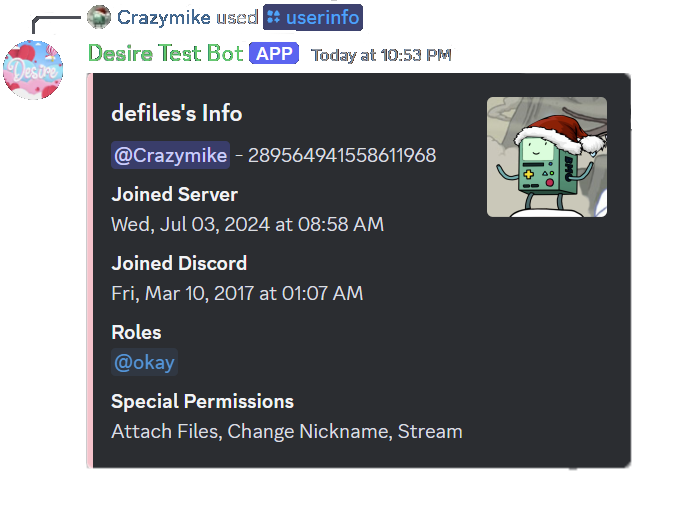 Crazymike used userinfo
Desire Test Bot APP Today at 10:53 PM
Desire
defiles's Info
@Crazymike - 289564941558611968
BMO
Joined Server
Wed, Jul 03, 2024 at 08:58 AM
Joined Discord
Fri, Mar 10, 2017 at 01:07 AM
Roles
@okay
Special Permissions
Attach Files, Change Nickname, Stream